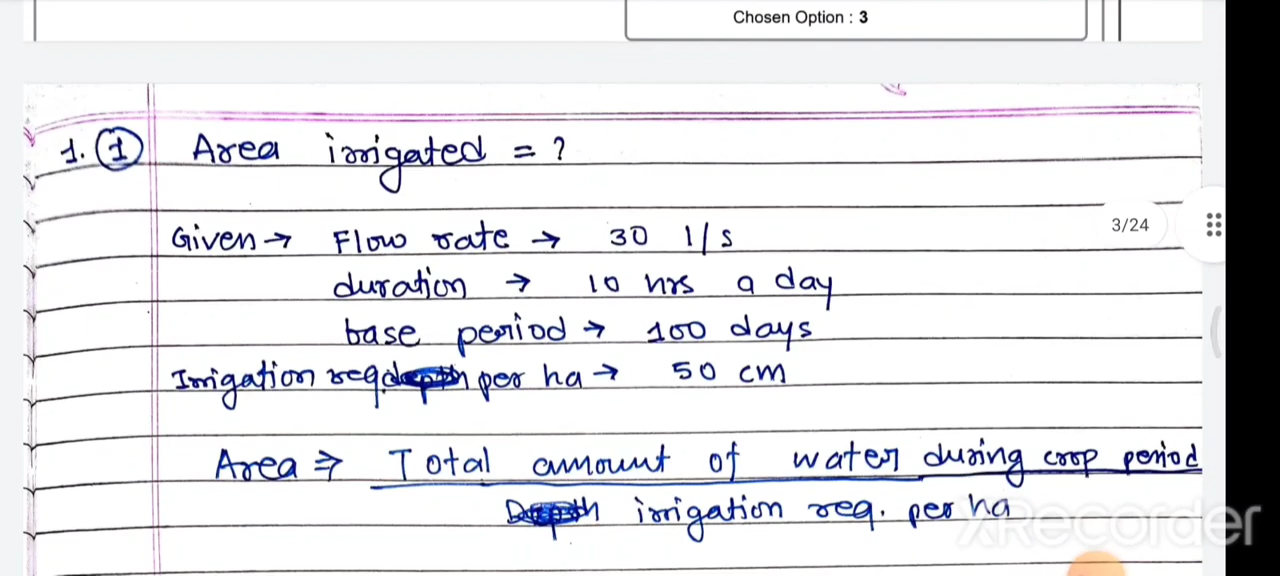 Chosen Option : 3
1. ① Area irrigated = ?
3/24
Given → Flow rate → 30 l/s
duration → 10 hrs a day
base period → 100 days
Irrigation req. per ha → 50 cm
Area ⇒ Total amount of water during crop period
irrigation req. per ha
XRecorder